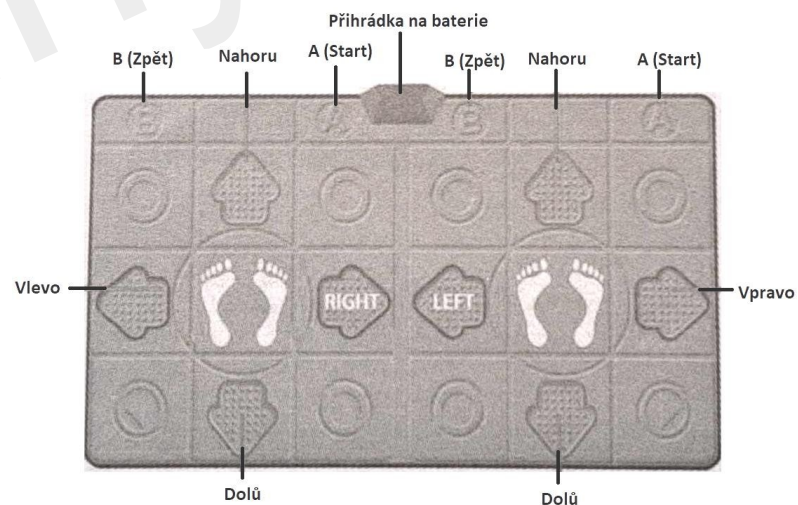 Přihrádka na baterie
B (Zpět)
Nahoru
A (Start)
B (Zpět)
Nahoru
A (Start)
B
A
B
A
Vlevo
RIGHT
LEFT
Vpravo
Dolů
Dolů